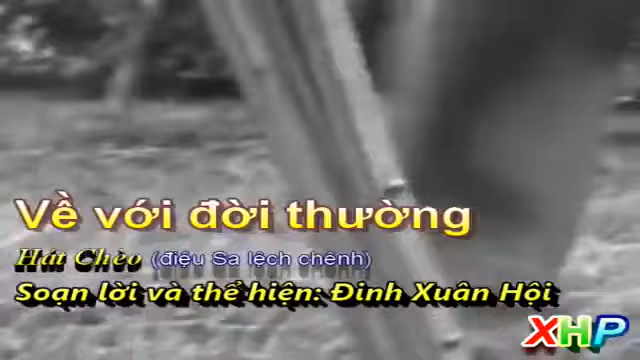 Về với đời thường
Hát Chèo (điệu Sa lệch chênh)
Soạn lời và thể hiện: Đinh Xuân Hội
XHP